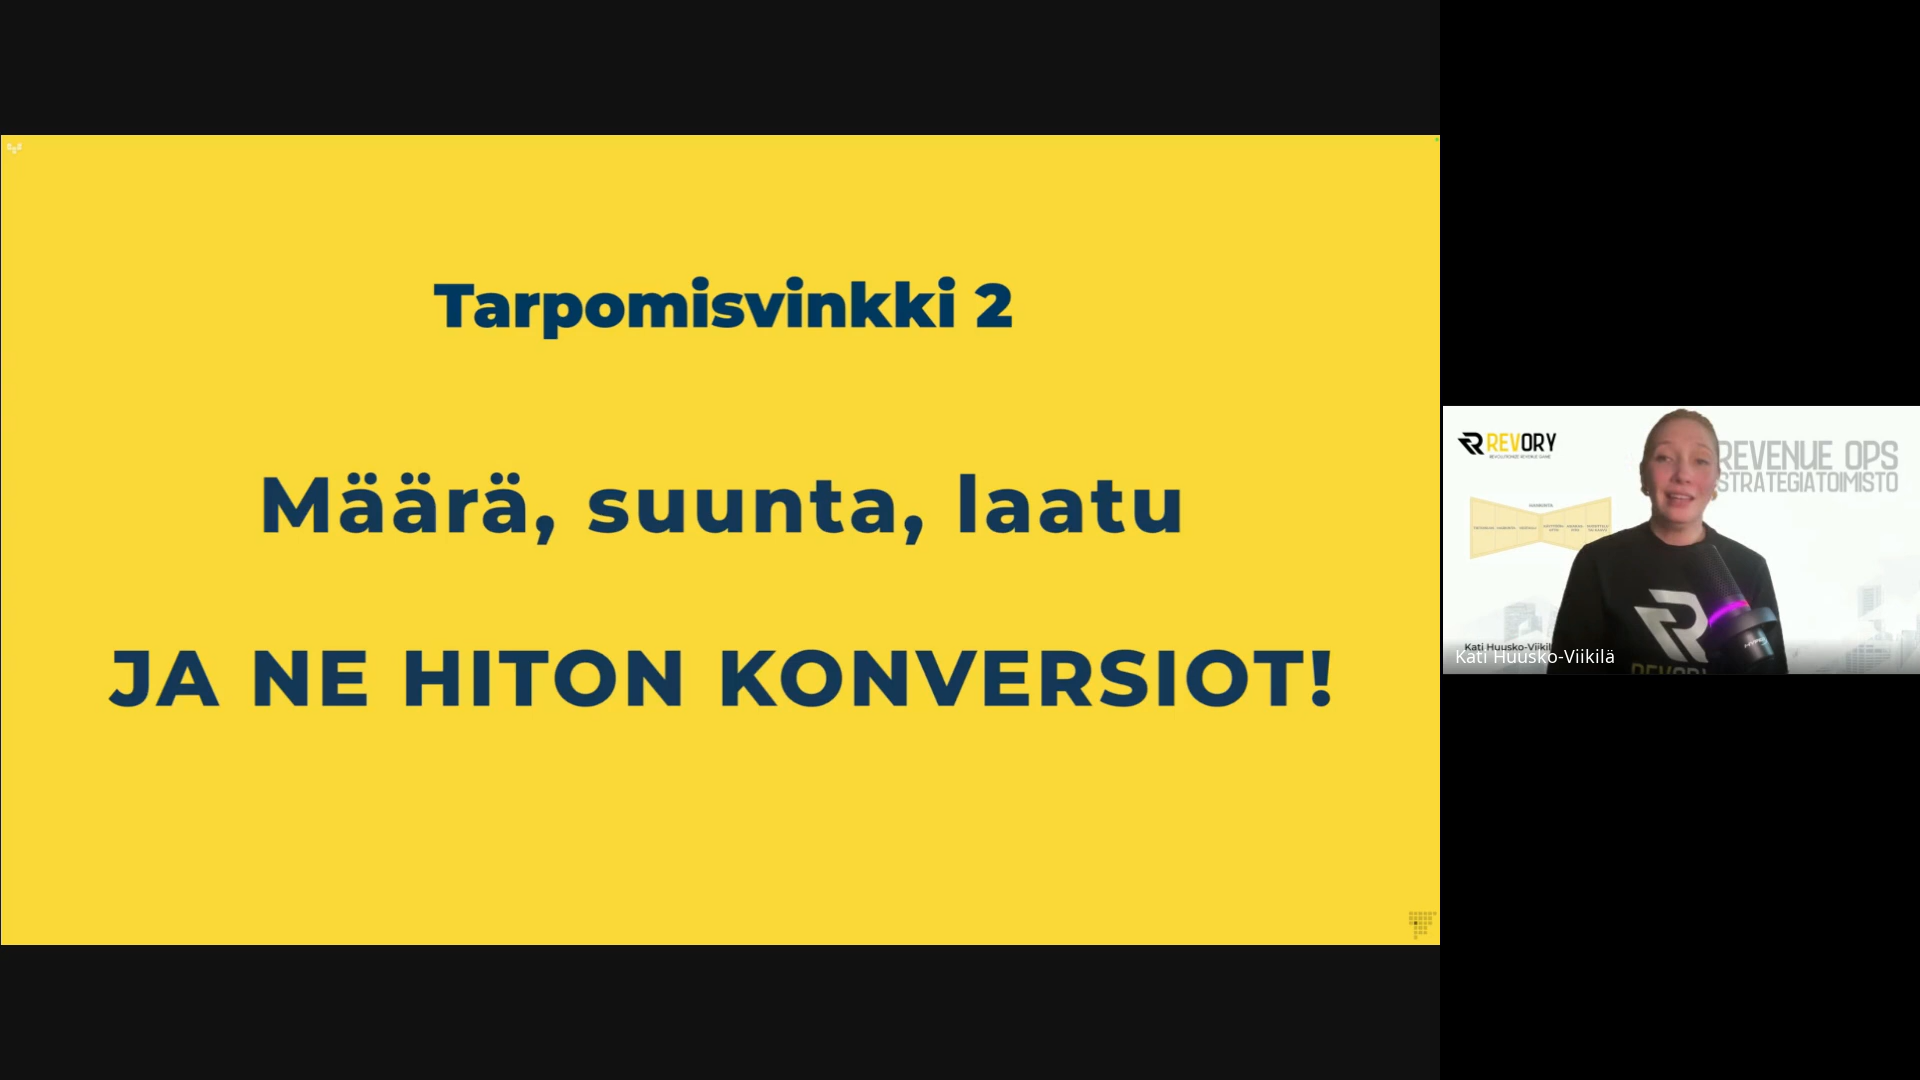 Tarpomisvinkki 2
Määrä, suunta, laatu
JA NE HITON KONVERSIOT!
REVORY
REVENUE OPS
STRATEGIATOIMISTO
Kati Huusko-Viikilä